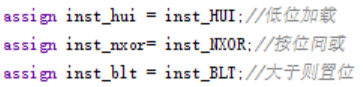 assign inst_hui = inst_HUI;//低位加载
assign inst_nxor= inst_NXOR;//按位同或
assign inst_blt = inst_BLT;//大于则置位